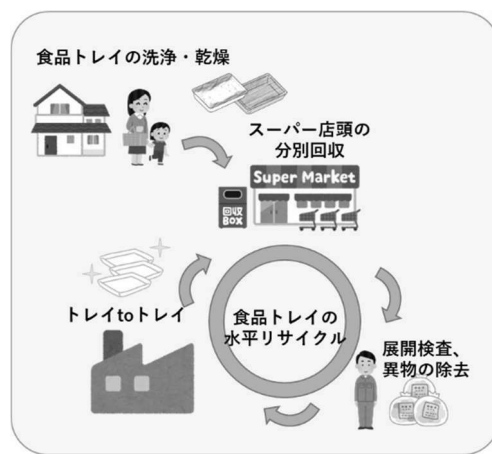 食品トレイの洗浄・乾燥
スーパー店頭の
分別回収
Super Market
回収
BOX
トレイtoトレイ
食品トレイの
水平リサイクル
展開検査、
異物の除去